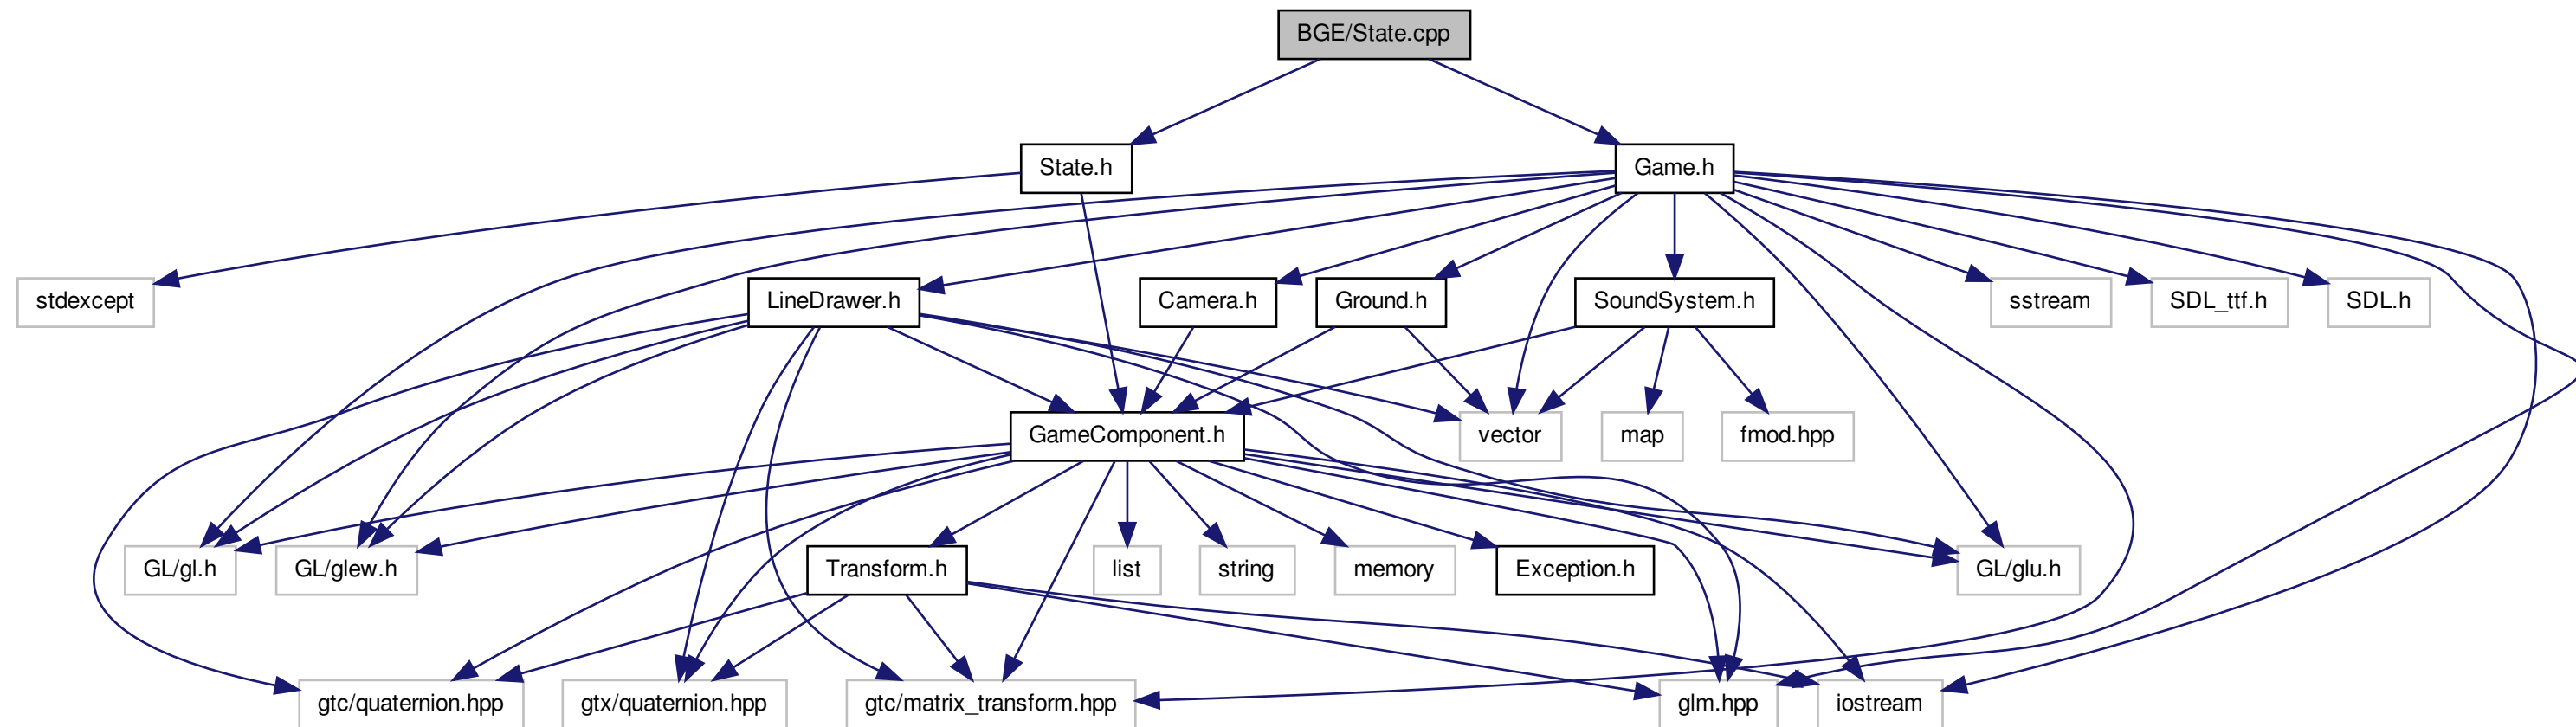 BGE/State.cpp
State.h
Game.h
stdexcept
LineDrawer.h
Camera.h
Ground.h
SoundSystem.h
sstream
SDL_ttf.h
SDL.h
GameComponent.h
vector
map
fmod.hpp
GL/gl.h
GL/glew.h
Transform.h
list
string
memory
Exception.h
GL/glu.h
gtc/quaternion.hpp
gtx/quaternion.hpp
gtc/matrix_transform.hpp
glm.hpp
iostream